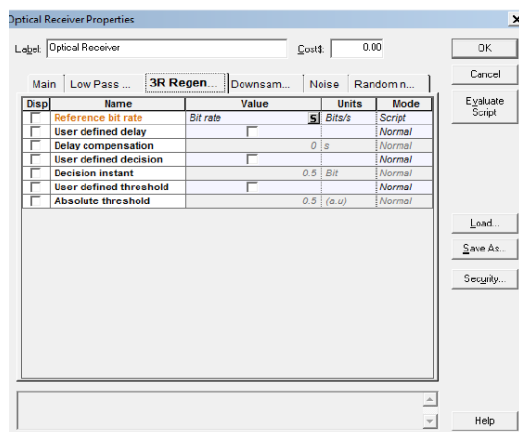 Optical Receiver Properties
Label: Optical Receiver Cost$: 0.00 OK
Cancel
Main Low Pass ... 3R Regen... Downsam... Noise Random n...
Evaluate Script
Disp Name Value Units Mode
Reference bit rate Bit rate S Bits/s Script
User defined delay Normal
Delay compensation 0 s Normal
User defined decision Normal
Decision instant 0.5 Bit Normal
User defined threshold Normal
Absolute threshold 0.5 (a.u) Normal
Load...
Save As...
Security...
Help